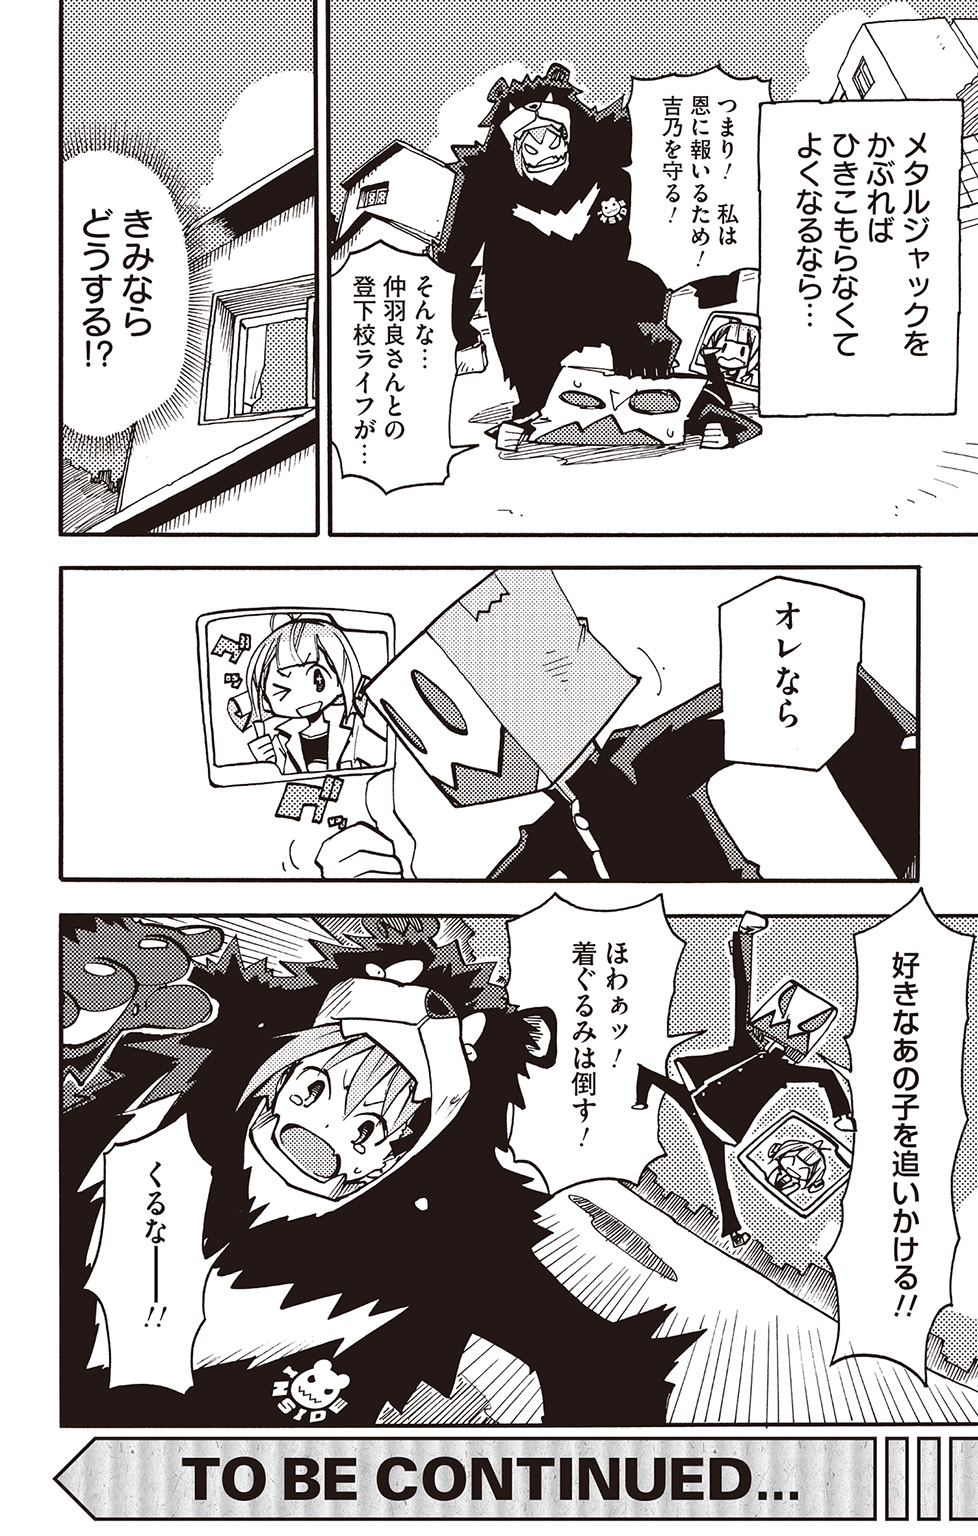 メタルジャックを
かぶれば
ひきこもらなくて
よくなるなら…
つまり！　私は
恩に報いるため！
吉乃を守る！
そんな…
仲羽良さんとの
登下校ライフが…
きみなら
どうする!?
オレなら
好きなあの子を追いかける!!
ほわぁッ！
着ぐるみは倒す！
くるな――!!
INSIDE
TO BE CONTINUED...